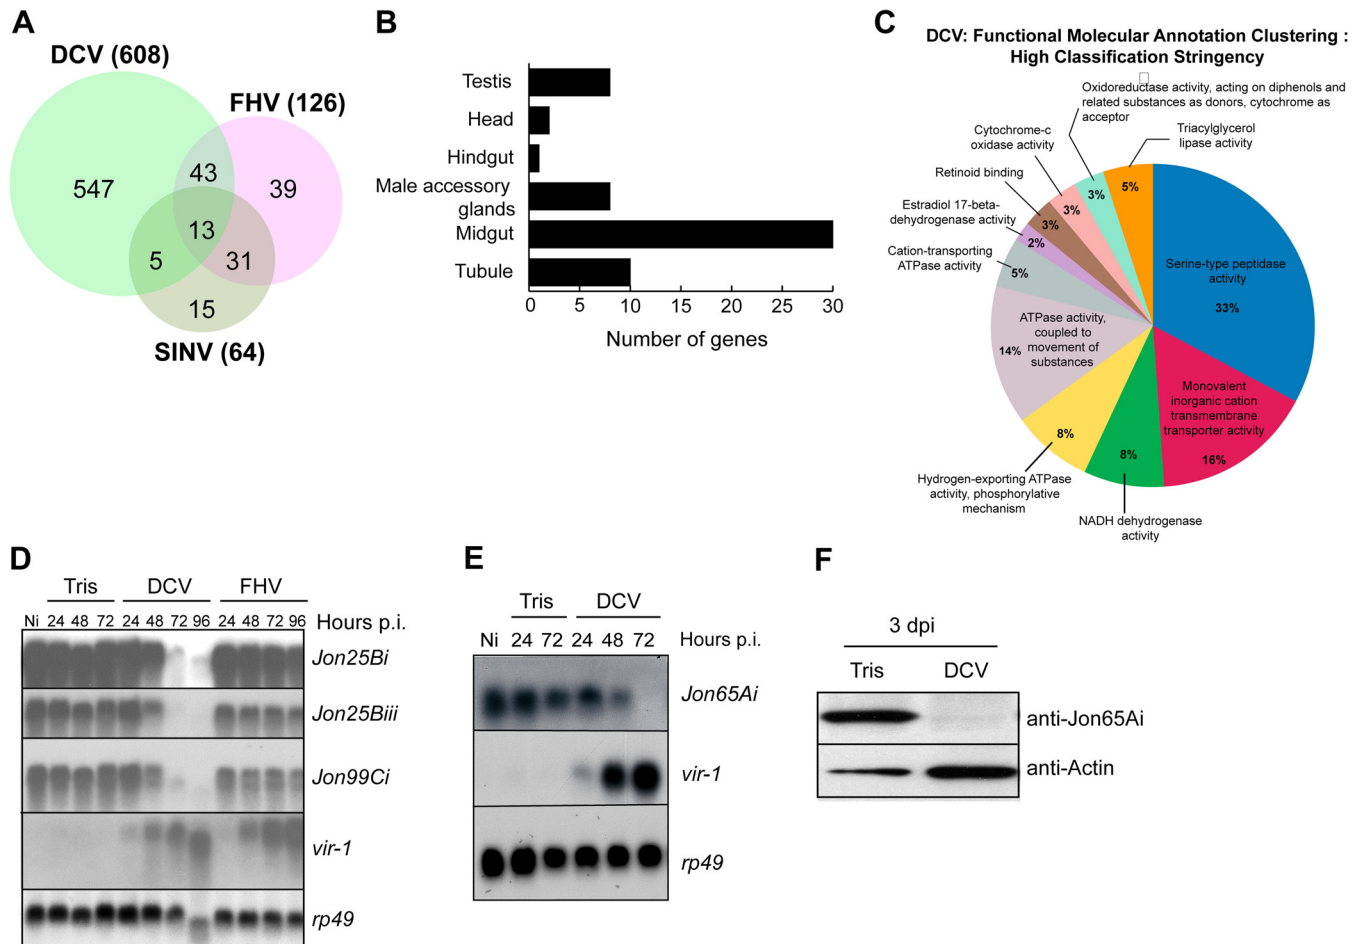 A
DCV (608)
FHV (126)
547
43
39
13
5
31
15
SINV (64)
B
Testis
Head
Hindgut
Male accessory
glands
Midgut
Tubule
0 5 10 15 20 25 30
Number of genes
C
DCV: Functional Molecular Annotation Clustering :
High Classification Stringency
Oxidoreductase activity, acting on diphenols and
related substances as donors, cytochrome as
acceptor
Triacylglycerol
lipase activity
Cytochrome-c
oxidase activity
Retinoid binding
Estradiol 17-beta-
dehydrogenase activity
Cation-transporting
ATPase activity
5%
3%
3%
3%
2%
5%
Serine-type peptidase
activity
33%
ATPase activity,
coupled to
movement of
substances
14%
Monovalent
inorganic cation
transmembrane
transporter activity
16%
8%
8%
Hydrogen-exporting ATPase
activity, phosphorylative
mechanism
NADH dehydrogenase
activity
D
Tris DCV FHV
Ni 24 48 72 24 48 72 96 24 48 72 96 Hours p.i.
Jon25Bi
Jon25Biii
Jon99Ci
vir-1
rp49
E
Tris DCV
Ni 24 72 24 48 72 Hours p.i.
Jon65Ai
vir-1
rp49
F
3 dpi
Tris DCV
anti-Jon65Ai
anti-Actin